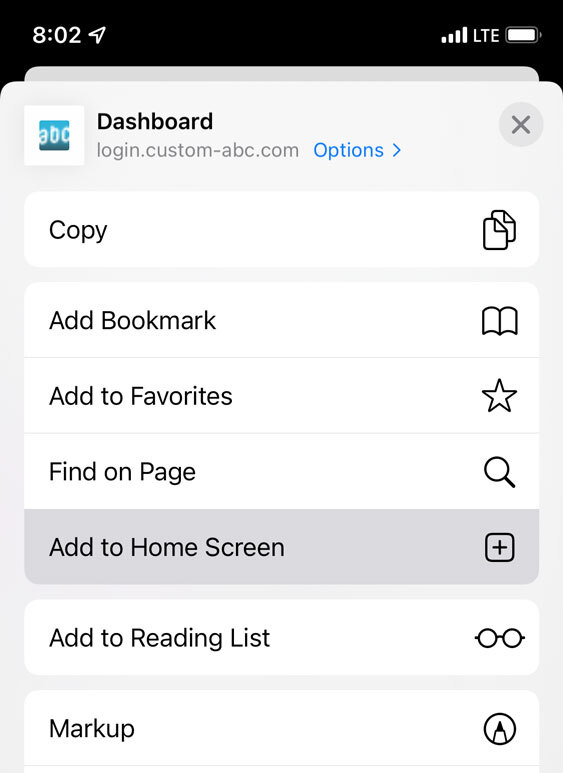 8:02
LTE
abc
Dashboard
login.custom-abc.com Options >
Copy
Add Bookmark
Add to Favorites
Find on Page
Add to Home Screen
Add to Reading List
Markup